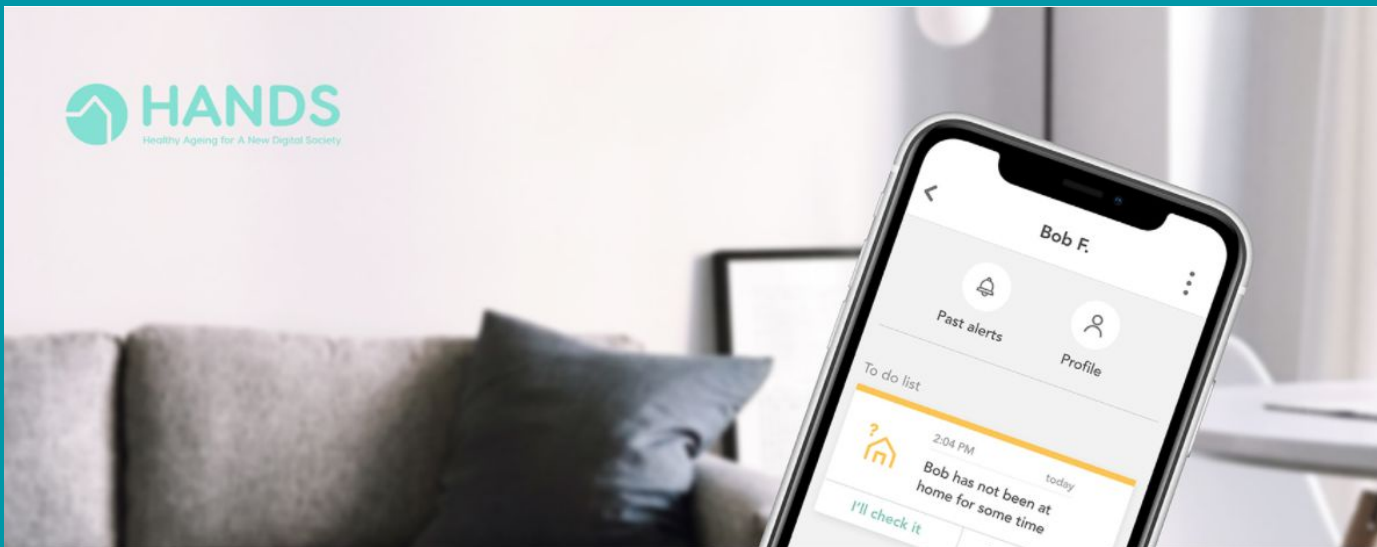 HANDS
Healthy Ageing for A New Digital Society
Bob F.
Past alerts
Profile
To do list
2:04 PM
today
Bob has not been at
home for some time
I'll check it